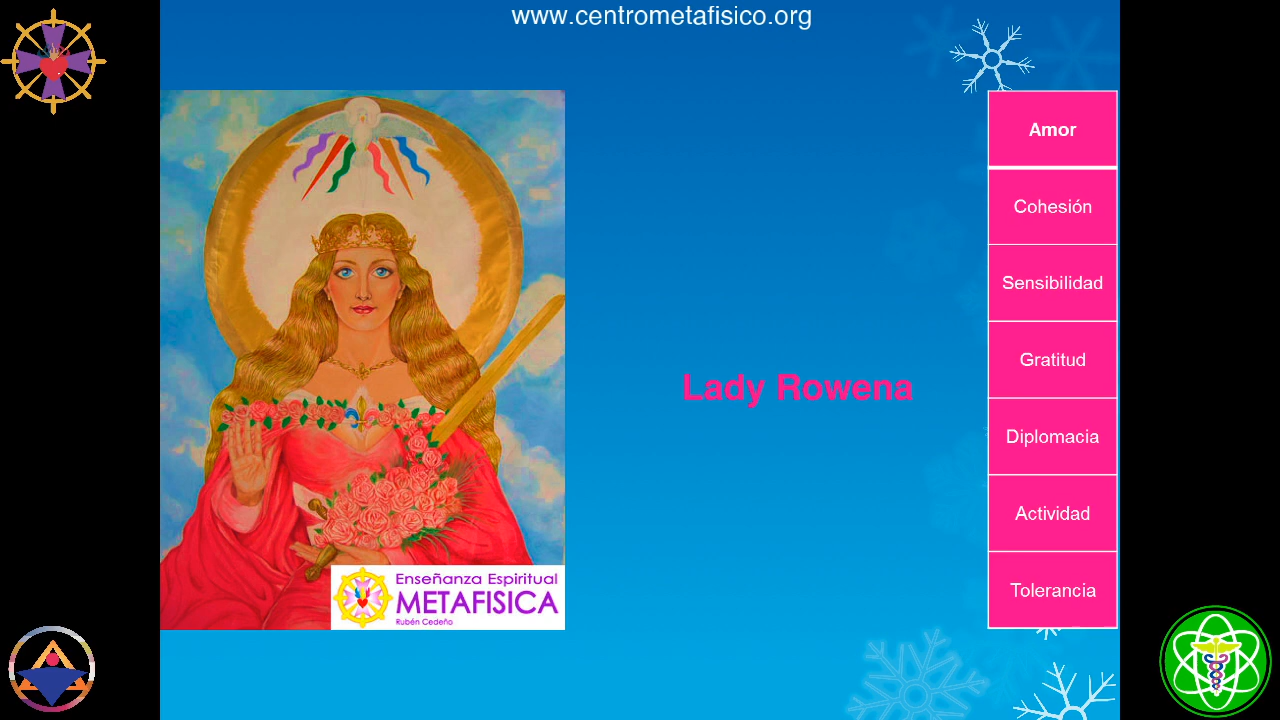 www.centrometafisico.org
Amor
Cohesión
Sensibilidad
Gratitud
Lady Rowena
Diplomacia
Actividad
Tolerancia
Enseñanza Espiritual
METAFISICA
Rubén Cedeño